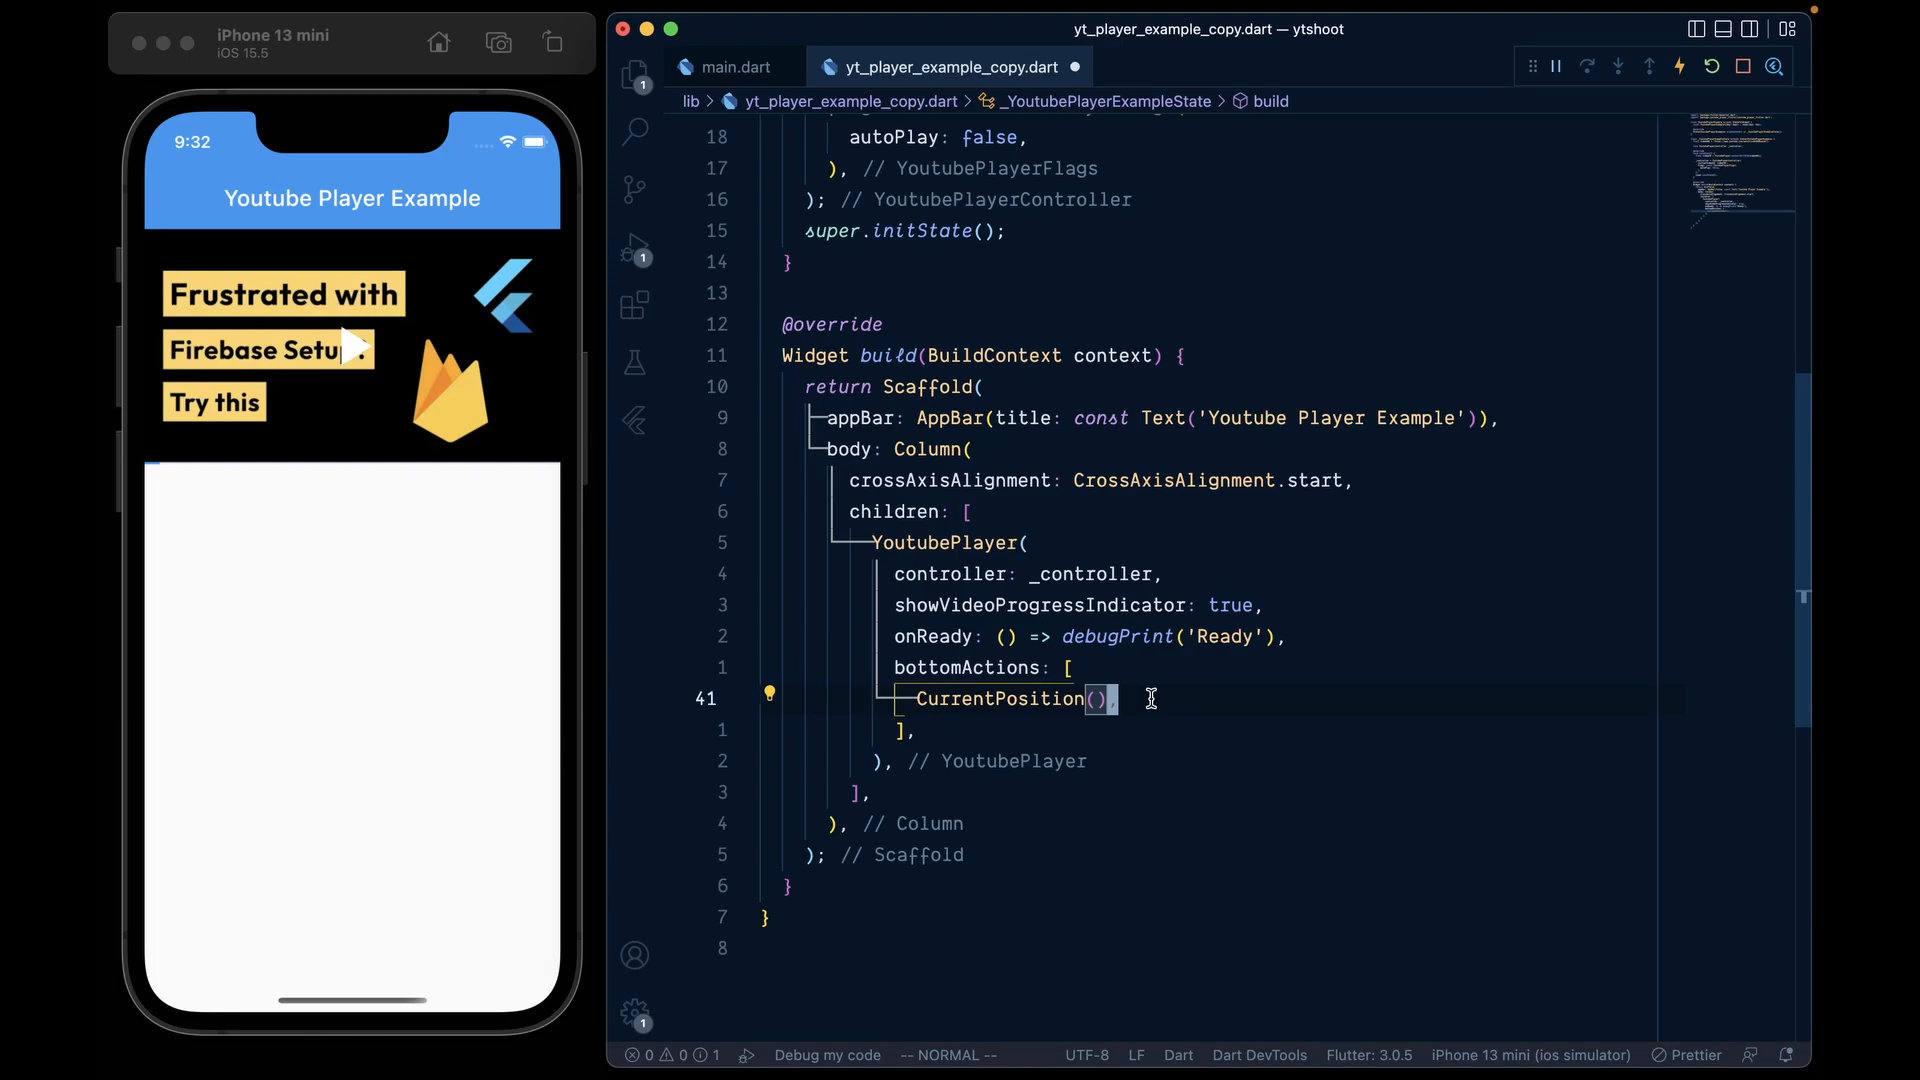 iPhone 13 mini
iOS 15.5
9:32
Youtube Player Example
Frustrated with
Firebase Setup?
Try this
yt_player_example_copy.dart — ytshoot
main.dart
yt_player_example_copy.dart
lib > yt_player_example_copy.dart > _YoutubePlayerExampleState > build
18 autoPlay: false,
17 ), // YoutubePlayerFlags
16 ); // YoutubePlayerController
15 super.initState();
14 }
13
12 @override
11 Widget build(BuildContext context) {
10 return Scaffold(
9 appBar: AppBar(title: const Text('Youtube Player Example')),
8 body: Column(
7 crossAxisAlignment: CrossAxisAlignment.start,
6 children: [
5 YoutubePlayer(
4 controller: _controller,
3 showVideoProgressIndicator: true,
2 onReady: () => debugPrint('Ready'),
1 bottomActions: [
41 CurrentPosition(),
1 ],
2 ), // YoutubePlayer
3 ],
4 ), // Column
5 ); // Scaffold
6 }
7 }
8
1
1
1
0 0 1 Debug my code -- NORMAL -- UTF-8 LF Dart Dart DevTools Flutter: 3.0.5 iPhone 13 mini (ios simulator) Prettier